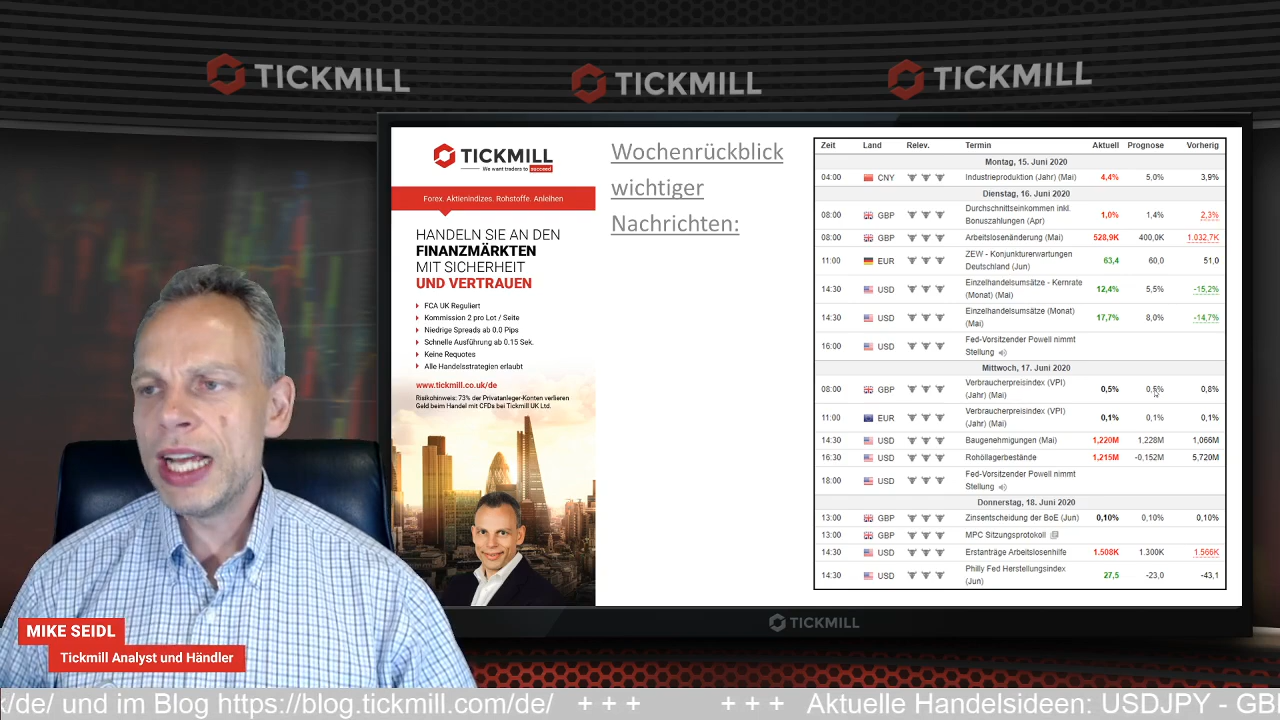 TICKMILL
TICKMILL
TICKMILL
TICKMILL
We want traders to succeed
Forex. Aktienindizes. Rohstoffe. Anleihen
HANDELN SIE AN DEN
FINANZMÄRKTEN
MIT SICHERHEIT
UND VERTRAUEN
FCA UK Reguliert
Kommission 2 pro Lot / Seite
Niedrige Spreads ab 0.0 Pips
Schnelle Ausführung ab 0.15 Sek.
Keine Requotes
Alle Handelsstrategien erlaubt
www.tickmill.co.uk/de
Risikohinweis: 73% der Privatanleger-Konten verlieren
Geld beim Handel mit CFDs bei Tickmill UK Ltd.
Wochenrückblick
wichtiger
Nachrichten:
Zeit Land Relev. Termin Aktuell Prognose Vorherig
Montag, 15. Juni 2020
04:00 CNY Industrieproduktion (Jahr) (Mai) 4,4% 5,0% 3,9%
Dienstag, 16. Juni 2020
08:00 GBP Durchschnittseinkommen inkl. Bonuszahlungen (Apr) 1,0% 1,4% 2,3%
08:00 GBP Arbeitslosenänderung (Mai) 528,9K 400,0K 1.032,7K
11:00 EUR ZEW - Konjunkturerwartungen Deutschland (Jun) 63,4 60,0 51,0
14:30 USD Einzelhandelsumsätze - Kernrate (Monat) (Mai) 12,4% 5,5% -15,2%
14:30 USD Einzelhandelsumsätze (Monat) (Mai) 17,7% 8,0% -14,7%
16:00 USD Fed-Vorsitzender Powell nimmt Stellung
Mittwoch, 17. Juni 2020
08:00 GBP Verbraucherpreisindex (VPI) (Jahr) (Mai) 0,5% 0,5% 0,8%
11:00 EUR Verbraucherpreisindex (VPI) (Jahr) (Mai) 0,1% 0,1% 0,1%
14:30 USD Baugenehmigungen (Mai) 1,220M 1,228M 1,066M
16:30 USD Rohöllagerbestände 1,215M -0,152M 5,720M
18:00 USD Fed-Vorsitzender Powell nimmt Stellung
Donnerstag, 18. Juni 2020
13:00 GBP Zinsentscheidung der BoE (Jun) 0,10% 0,10% 0,10%
13:00 GBP MPC Sitzungsprotokoll
14:30 USD Erstanträge Arbeitslosenhilfe 1.508K 1.300K 1.566K
14:30 USD Philly Fed Herstellungsindex (Jun) 27,5 -23,0 -43,1
TICKMILL
MIKE SEIDL
Tickmill Analyst und Händler
/de/ und im Blog https://blog.tickmill.com/de/ +++ +++ Aktuelle Handelsideen: USDJPY - GB